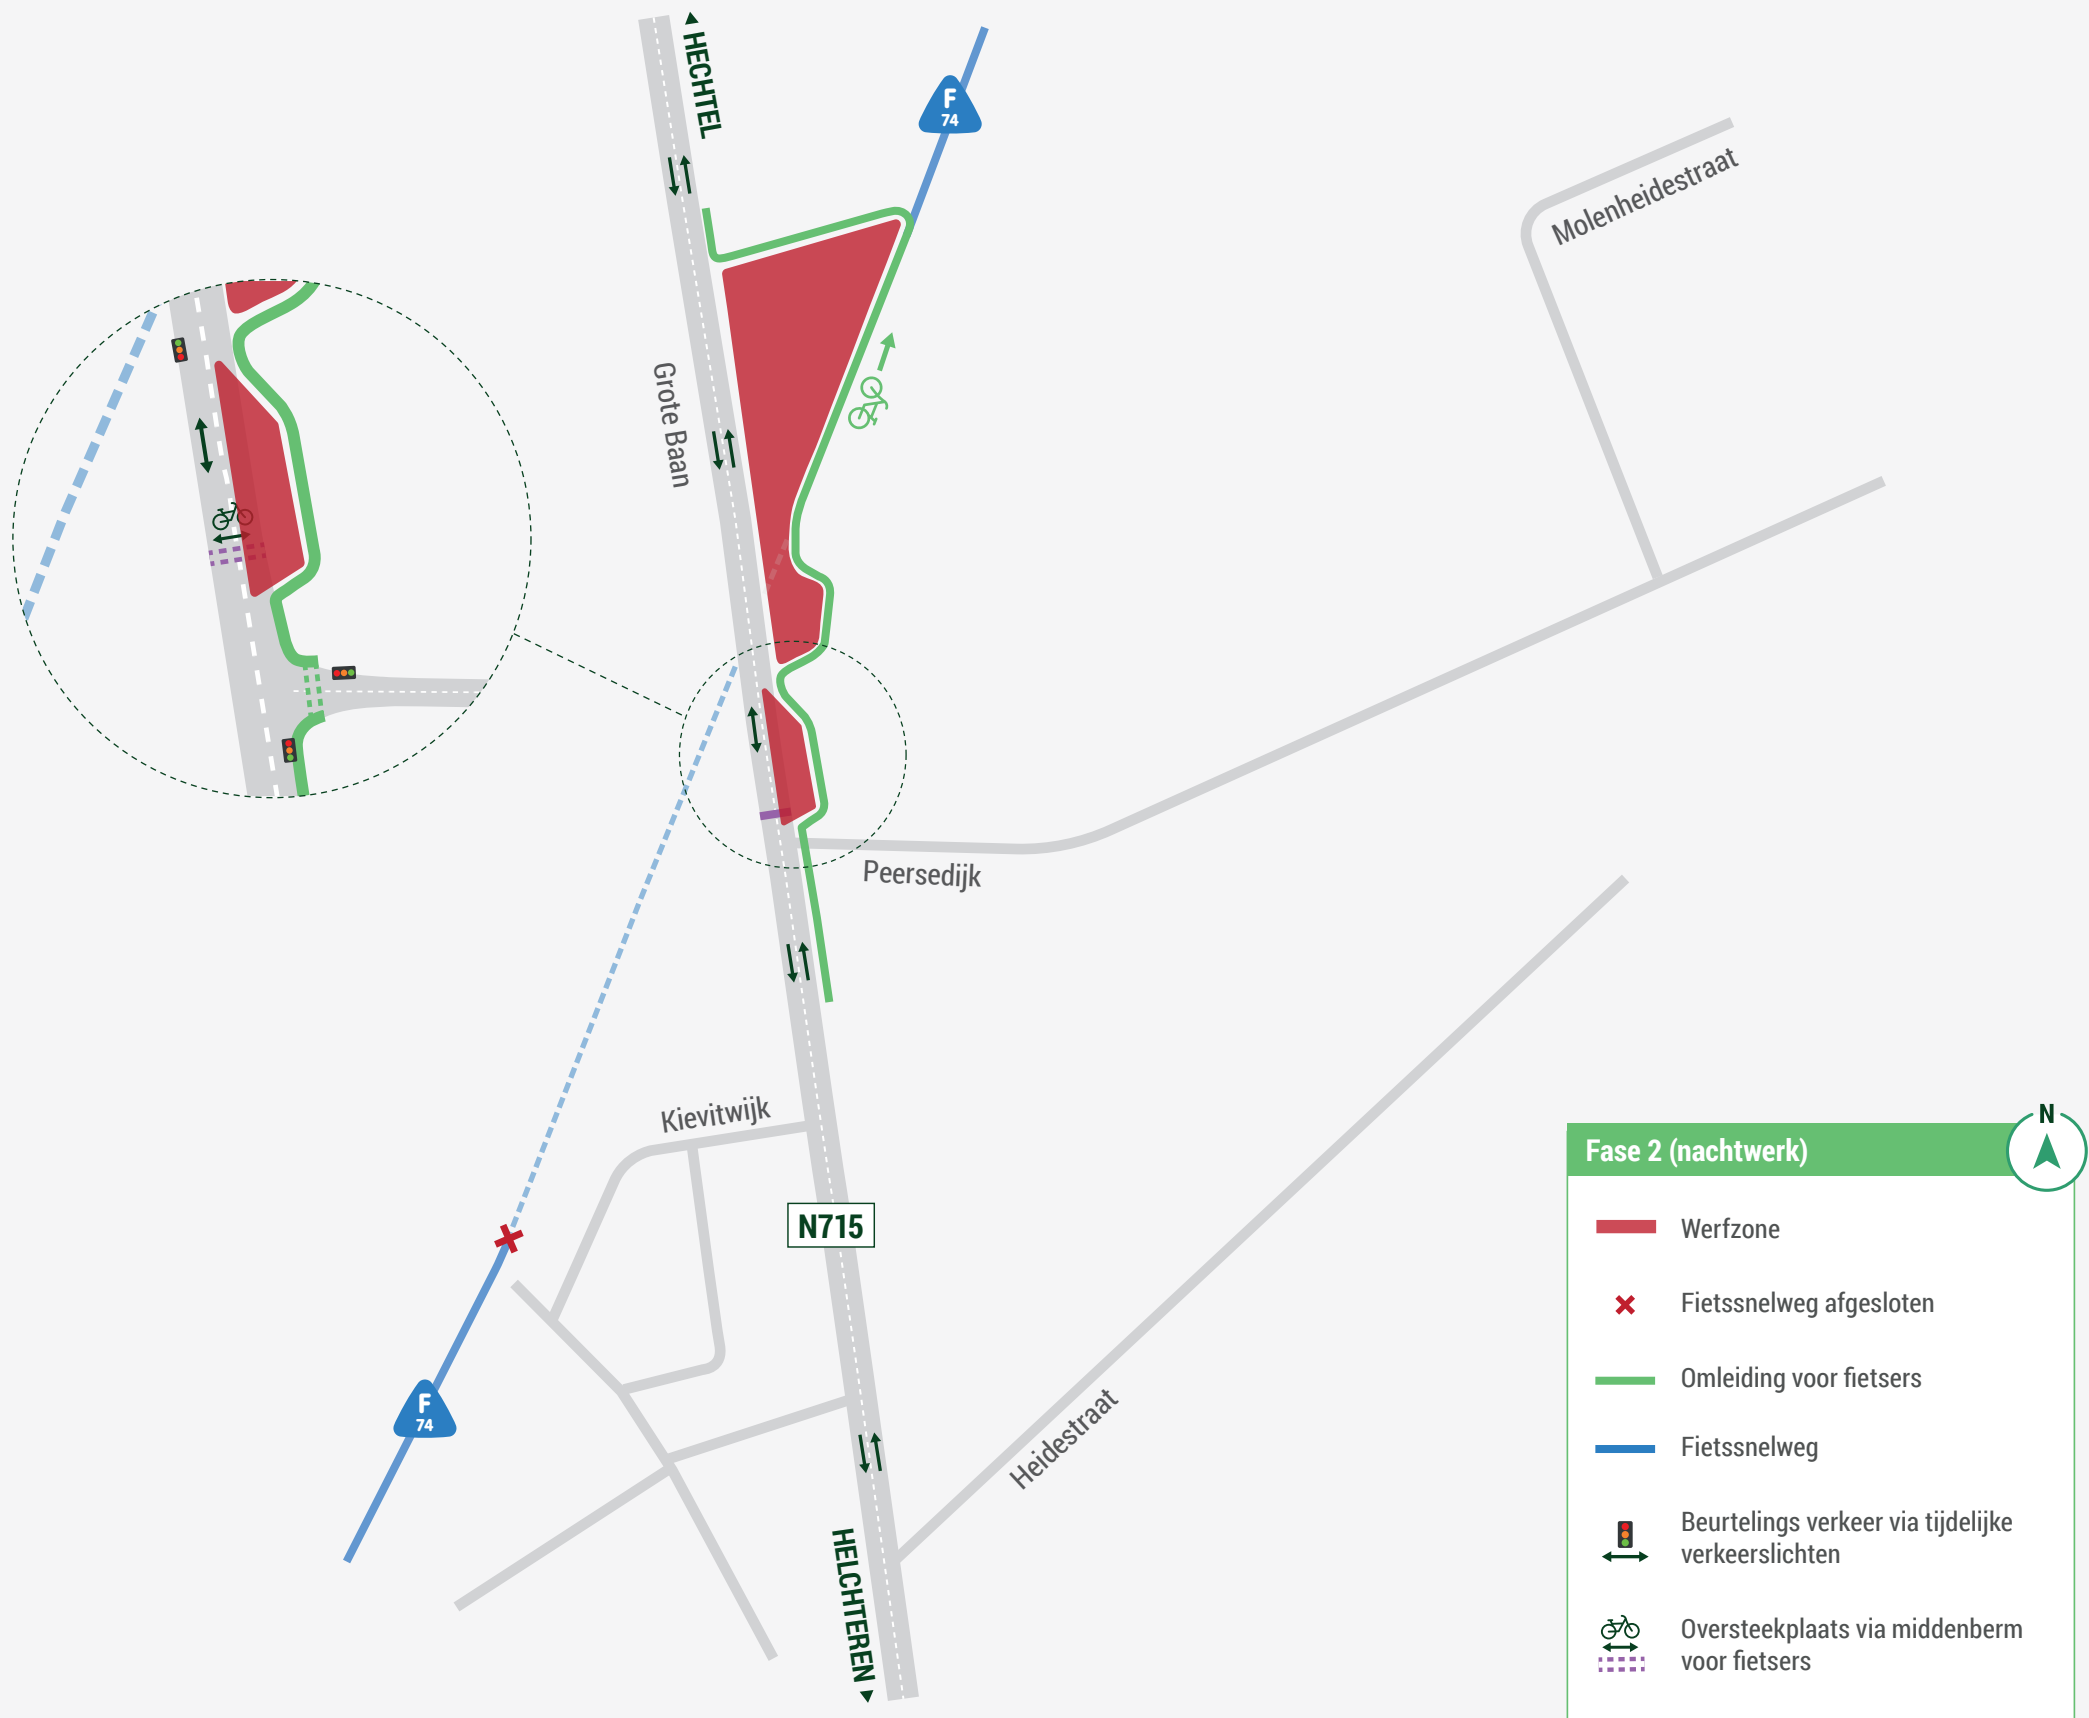 HECHTEL
F
74
Molenheidestraat
Grote Baan
Peersedijk
Kievitwijk
N715
F
74
Heidestraat
HELCHTEREN
N
Fase 2 (nachtwerk)
Werfzone
Fietssnelweg afgesloten
Omleiding voor fietsers
Fietssnelweg
Beurtelings verkeer via tijdelijke
verkeerslichten
Oversteekplaats via middenberm
voor fietsers